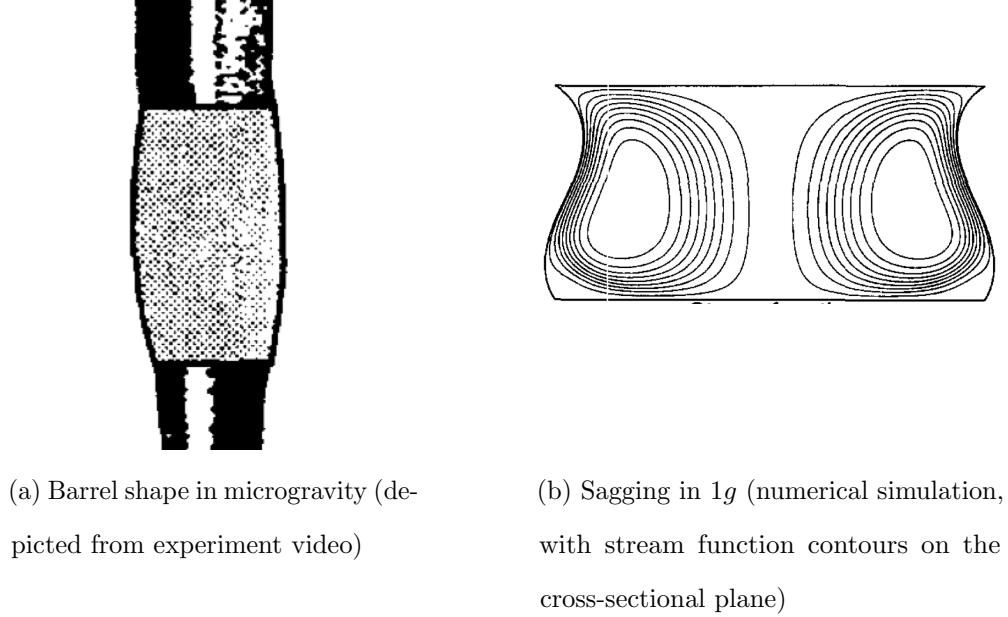 (a) Barrel shape in microgravity (de-
picted from experiment video)
(b) Sagging in 1g (numerical simulation,
with stream function contours on the
cross-sectional plane)